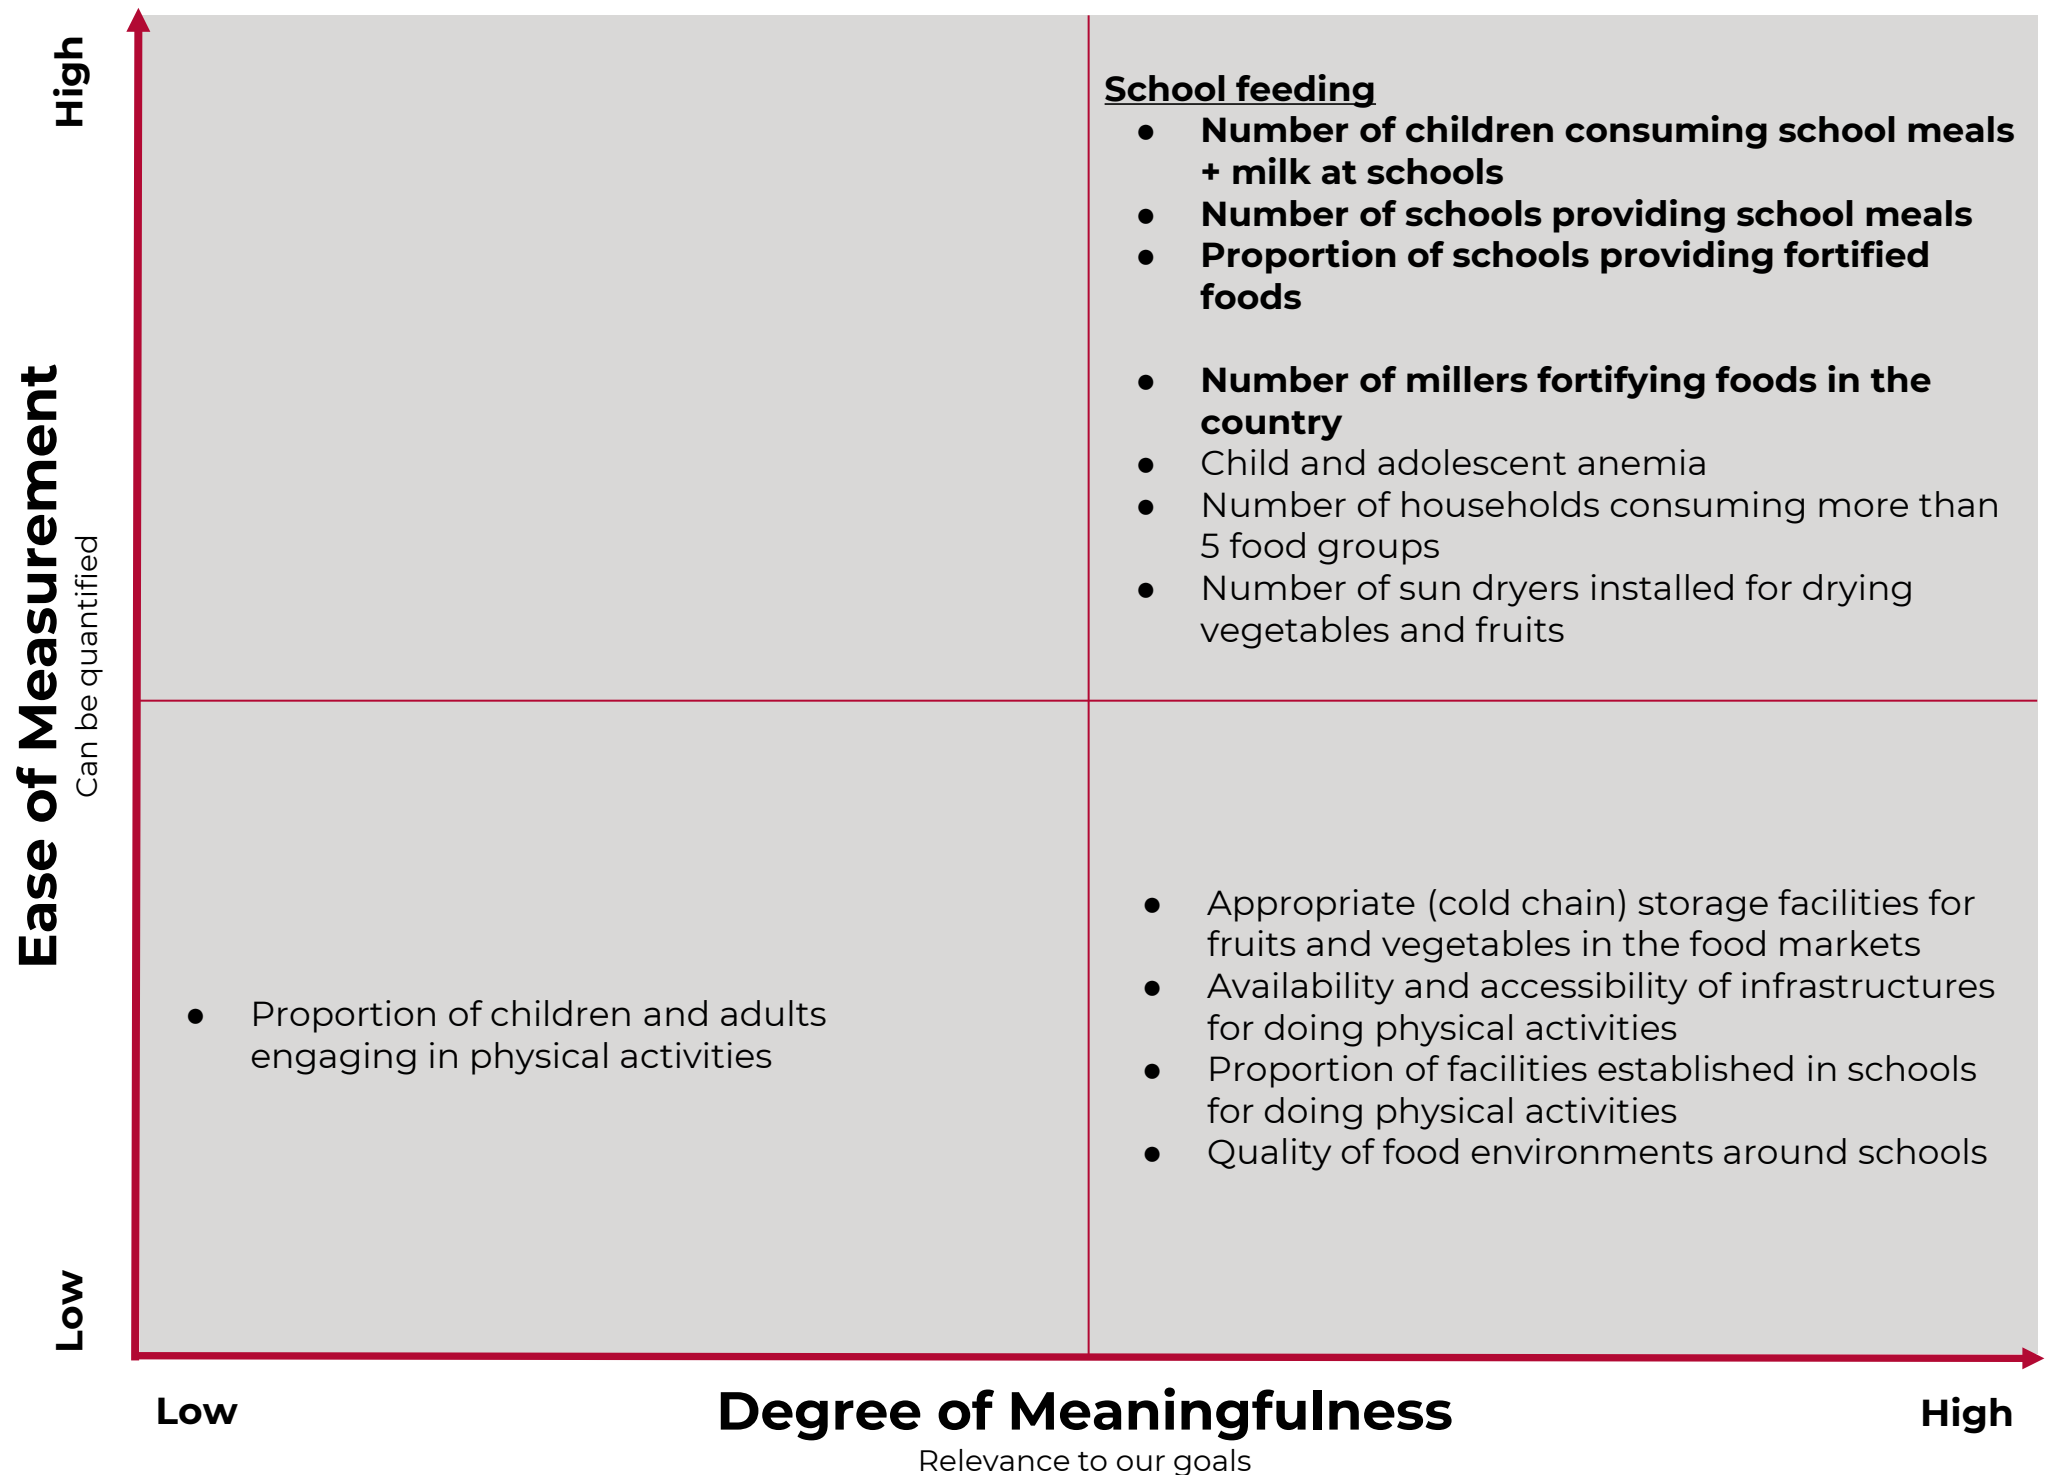 High
Ease of Measurement
Can be quantified
Low
School feeding
● Number of children consuming school meals
+ milk at schools
● Number of schools providing school meals
● Proportion of schools providing fortified
foods
● Number of millers fortifying foods in the
country
● Child and adolescent anemia
● Number of households consuming more than
5 food groups
● Number of sun dryers installed for drying
vegetables and fruits
● Proportion of children and adults
engaging in physical activities
● Appropriate (cold chain) storage facilities for
fruits and vegetables in the food markets
● Availability and accessibility of infrastructures
for doing physical activities
● Proportion of facilities established in schools
for doing physical activities
● Quality of food environments around schools
Low
Degree of Meaningfulness
High
Relevance to our goals